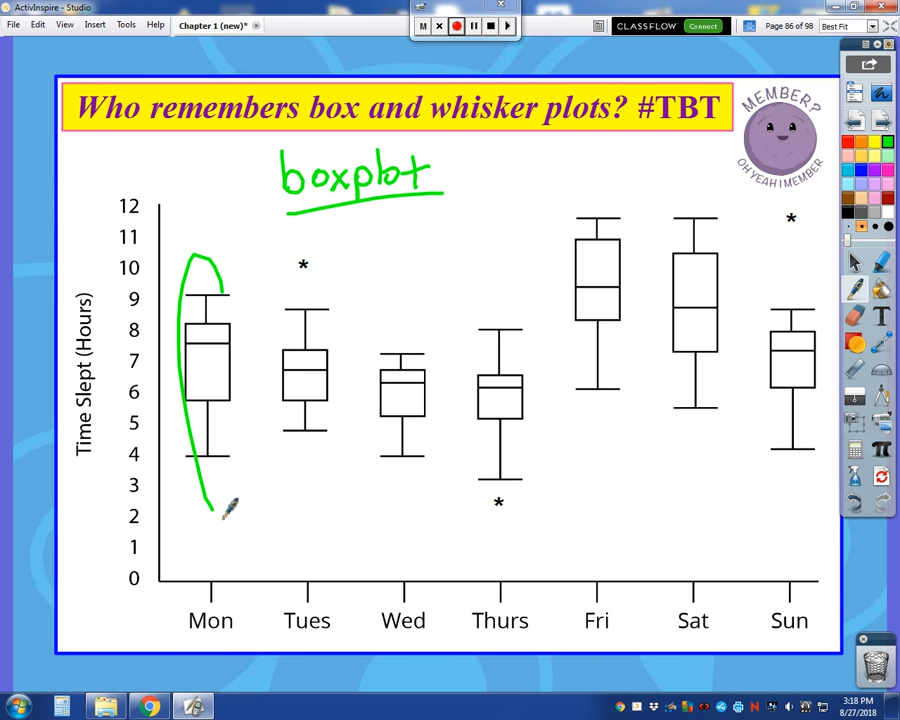 ActivInspire - Studio
File Edit View Insert Tools Help
Chapter 1 (new)*
M
CLASSFLOW Connect
Page 86 of 98
Best Fit
Who remembers box and whisker plots? #TBT
MEMBER?
OH YEAH I MEMBER
boxplot
12
11
10
9
8
7
6
5
4
3
2
1
0
Time Slept (Hours)
* * * 
Mon Tues Wed Thurs Fri Sat Sun
3:18 PM
8/27/2018